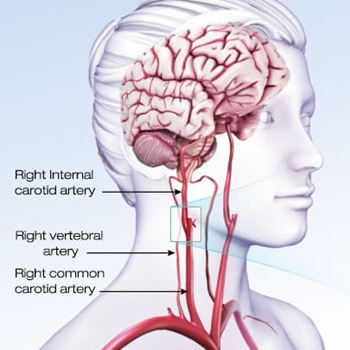 Right Internal
carotid artery
Right vertebral
artery
Right common
carotid artery